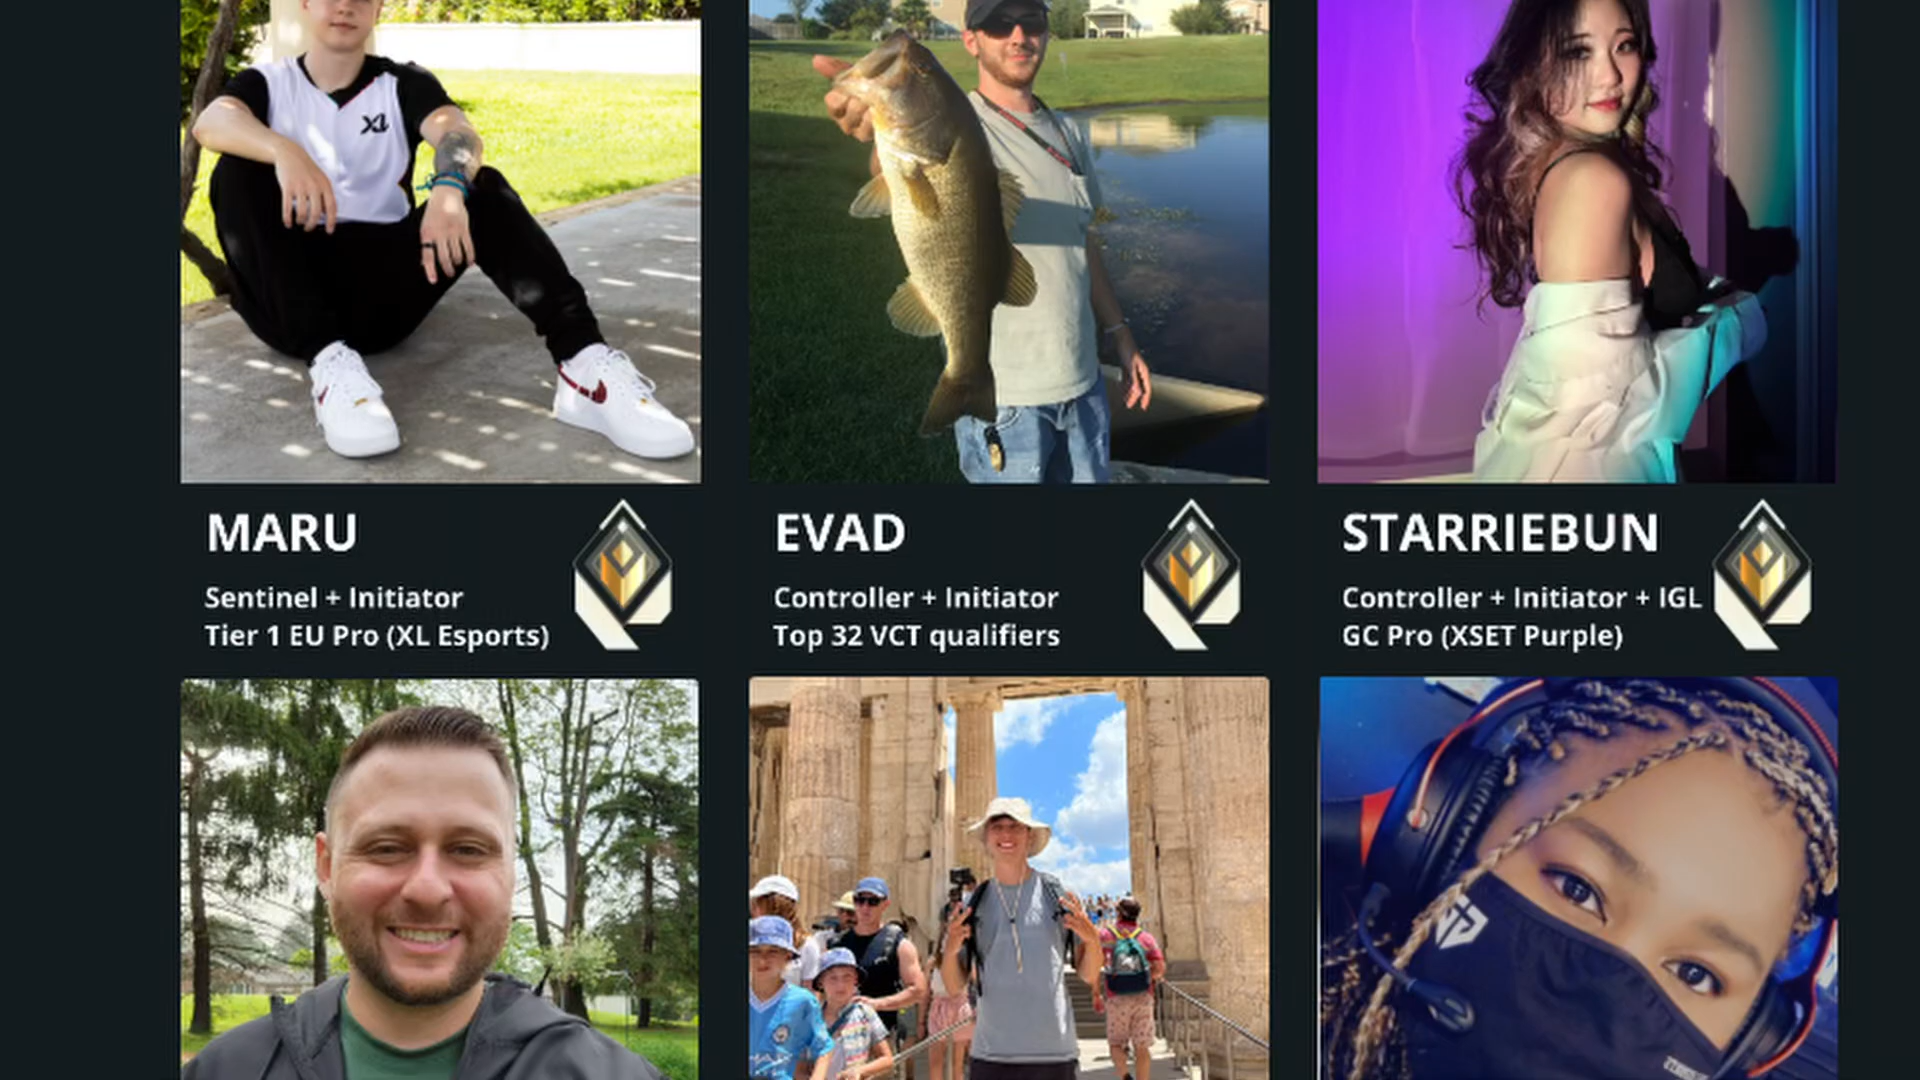 XL
MARU
Sentinel + Initiator
Tier 1 EU Pro (XL Esports)
EVAD
Controller + Initiator
Top 32 VCT qualifiers
STARRIEBUN
Controller + Initiator + IGL
GC Pro (XSET Purple)